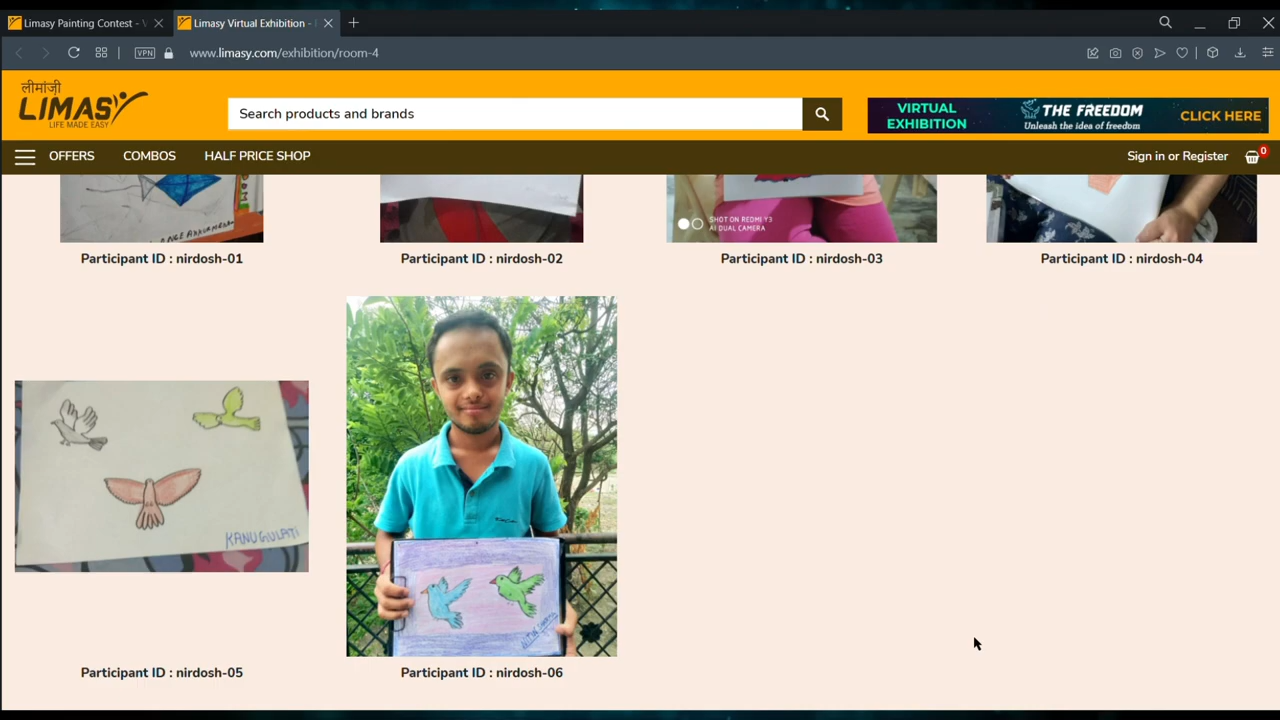 Limasy Painting Contest -
Limasy Virtual Exhibition -
VPN
www.limasy.com/exhibition/room-4
लीमांज़ी
LIMASY
LIFE MADE EASY
Search products and brands
VIRTUAL
EXHIBITION
THE FREEDOM
Unleash the idea of freedom
CLICK HERE
OFFERS
COMBOS
HALF PRICE SHOP
Sign in or Register
0
SHOT ON REDMI Y3
AI DUAL CAMERA
Participant ID : nirdosh-01
Participant ID : nirdosh-02
Participant ID : nirdosh-03
Participant ID : nirdosh-04
KANUGULATI
Participant ID : nirdosh-05
Participant ID : nirdosh-06